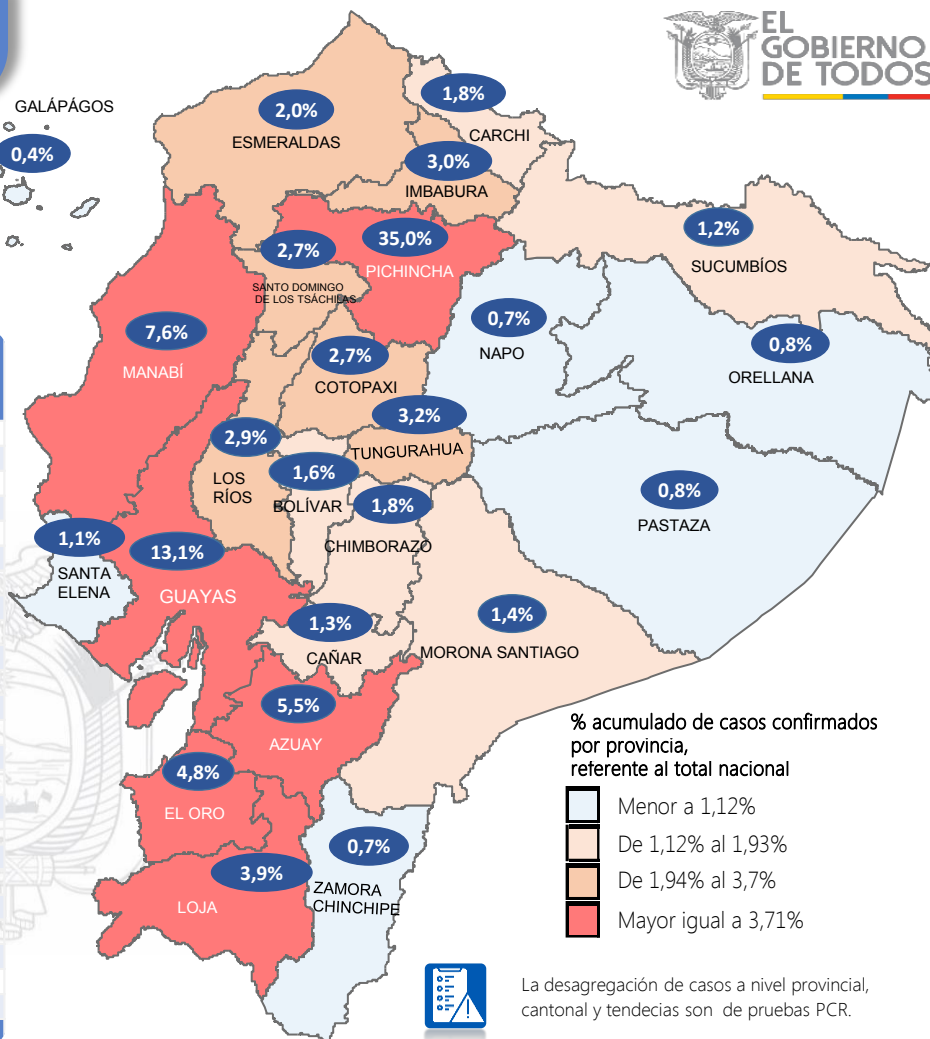 EL
GOBIERNO
DE TODOS
GALÁPÁGOS
0,4%
2,0%
ESMERALDAS
1,8%
CARCHI
3,0%
IMBABURA
1,2%
SUCUMBÍOS
35,0%
PICHINCHA
2,7%
SANTO DOMINGO
DE LOS TSÁCHILAS
7,6%
MANABÍ
0,7%
NAPO
0,8%
ORELLANA
2,7%
COTOPAXI
3,2%
TUNGURAHUA
2,9%
LOS
RÍOS
1,6%
BOLÍVAR
1,8%
CHIMBORAZO
0,8%
PASTAZA
1,1%
SANTA
ELENA
13,1%
GUAYAS
1,3%
CAÑAR
1,4%
MORONA SANTIAGO
5,5%
AZUAY
4,8%
EL ORO
3,9%
LOJA
0,7%
ZAMORA
CHINCHIPE
% acumulado de casos confirmados
por provincia,
referente al total nacional
Menor a 1,12%
De 1,12% al 1,93%
De 1,94% al 3,7%
Mayor igual a 3,71%
La desagregación de casos a nivel provincial,
cantonal y tendecias son de pruebas PCR.